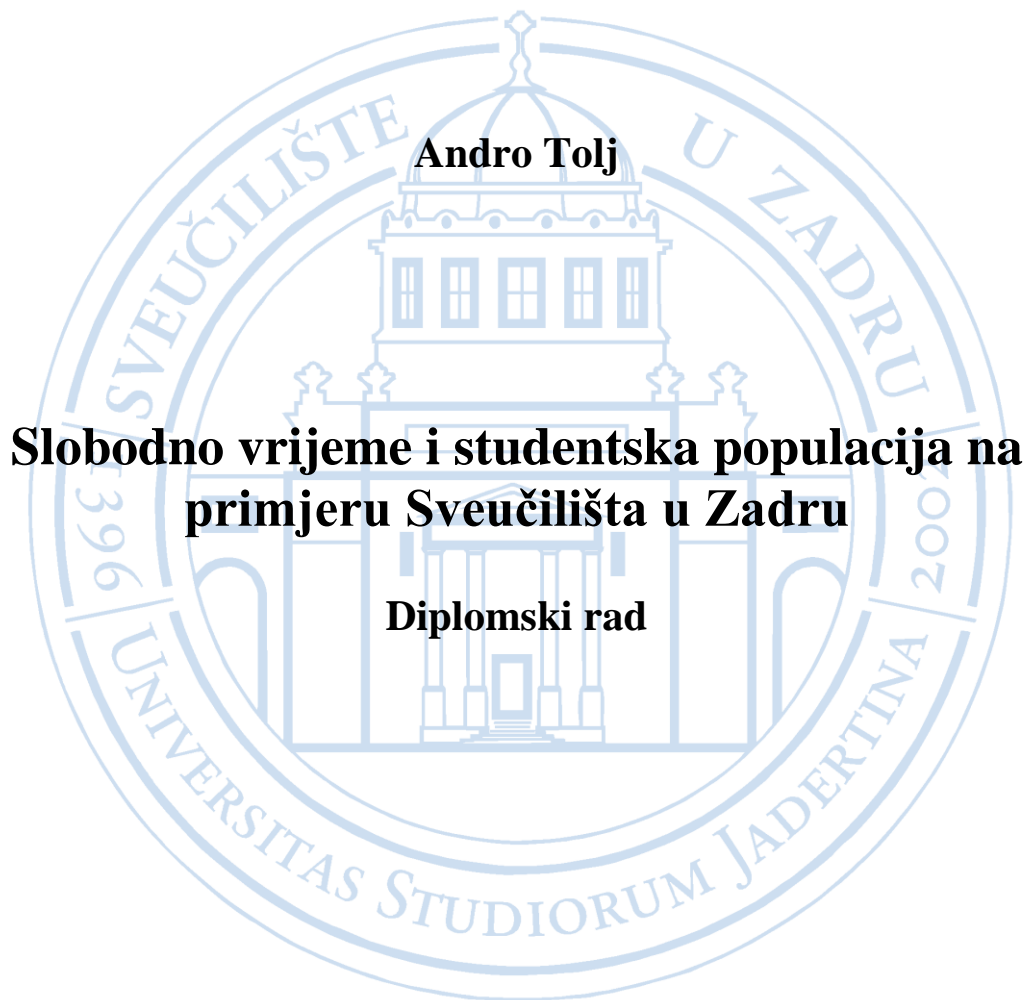 Andro Tolj
Slobodno vrijeme i studentska populacija na
primjeru Sveučilišta u Zadru
Diplomski rad
SVEUČILIŠTE U ZADRU
1396
2002
UNIVERSITAS STUDIORUM JADERTINA